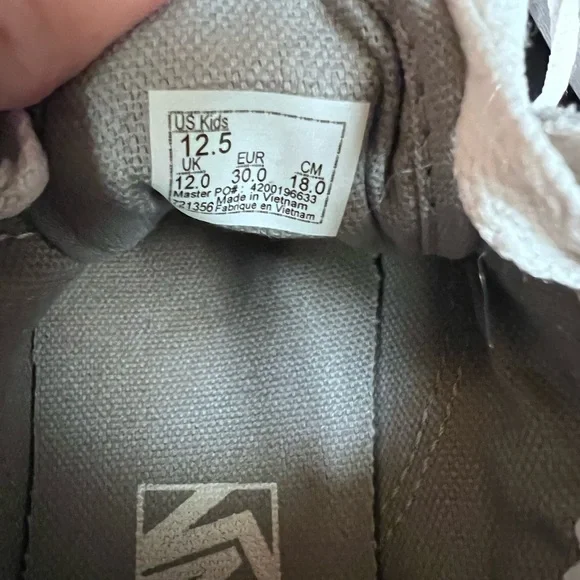 US Kids
12.5
UK EUR CM
12.0 30.0 18.0
Master PO# : 4200196633
Made in Vietnam
721356 Fabriqué en Vietnam